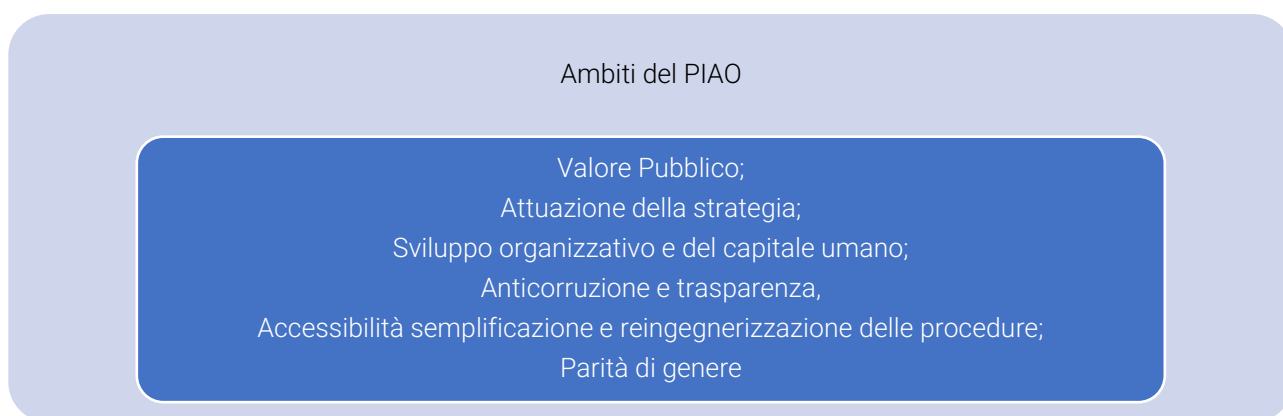 Ambiti del PIAO
Valore Pubblico;
Attuazione della strategia;
Sviluppo organizzativo e del capitale umano;
Anticorruzione e trasparenza,
Accessibilità semplificazione e reingegnerizzazione delle procedure;
Parità di genere